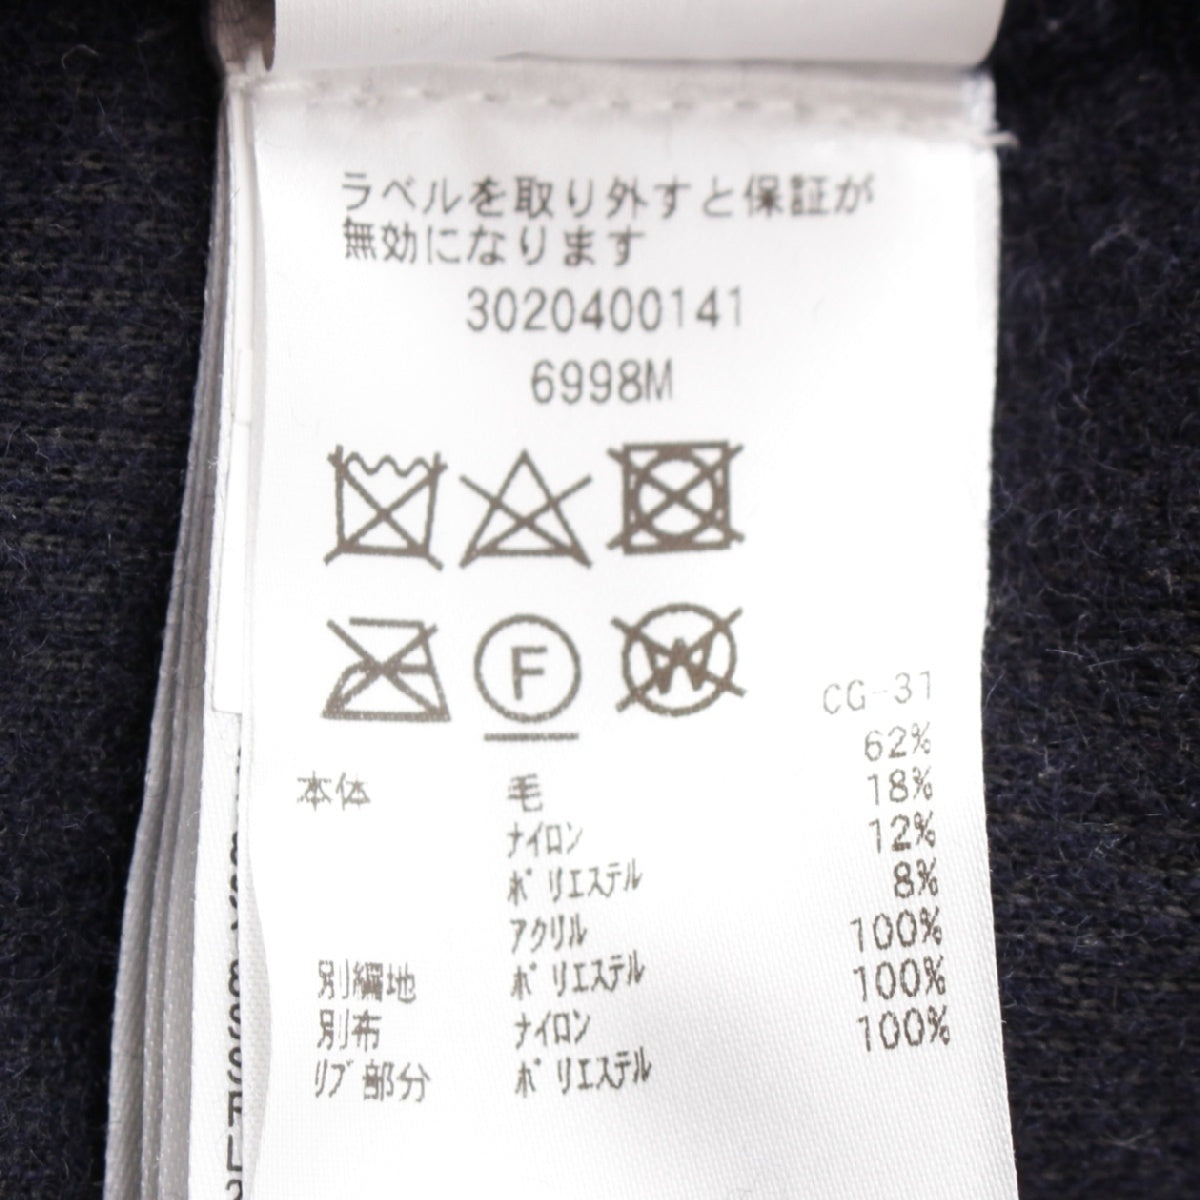 ラベルを取り外すと保証が
無効になります
3020400141
6998M
F
W
CG-31
本体 毛 62%
ナイロン 18%
ポリエステル 12%
アクリル 8%
別編地 ポリエステル 100%
別布 ナイロン 100%
リブ部分 ポリエステル 100%